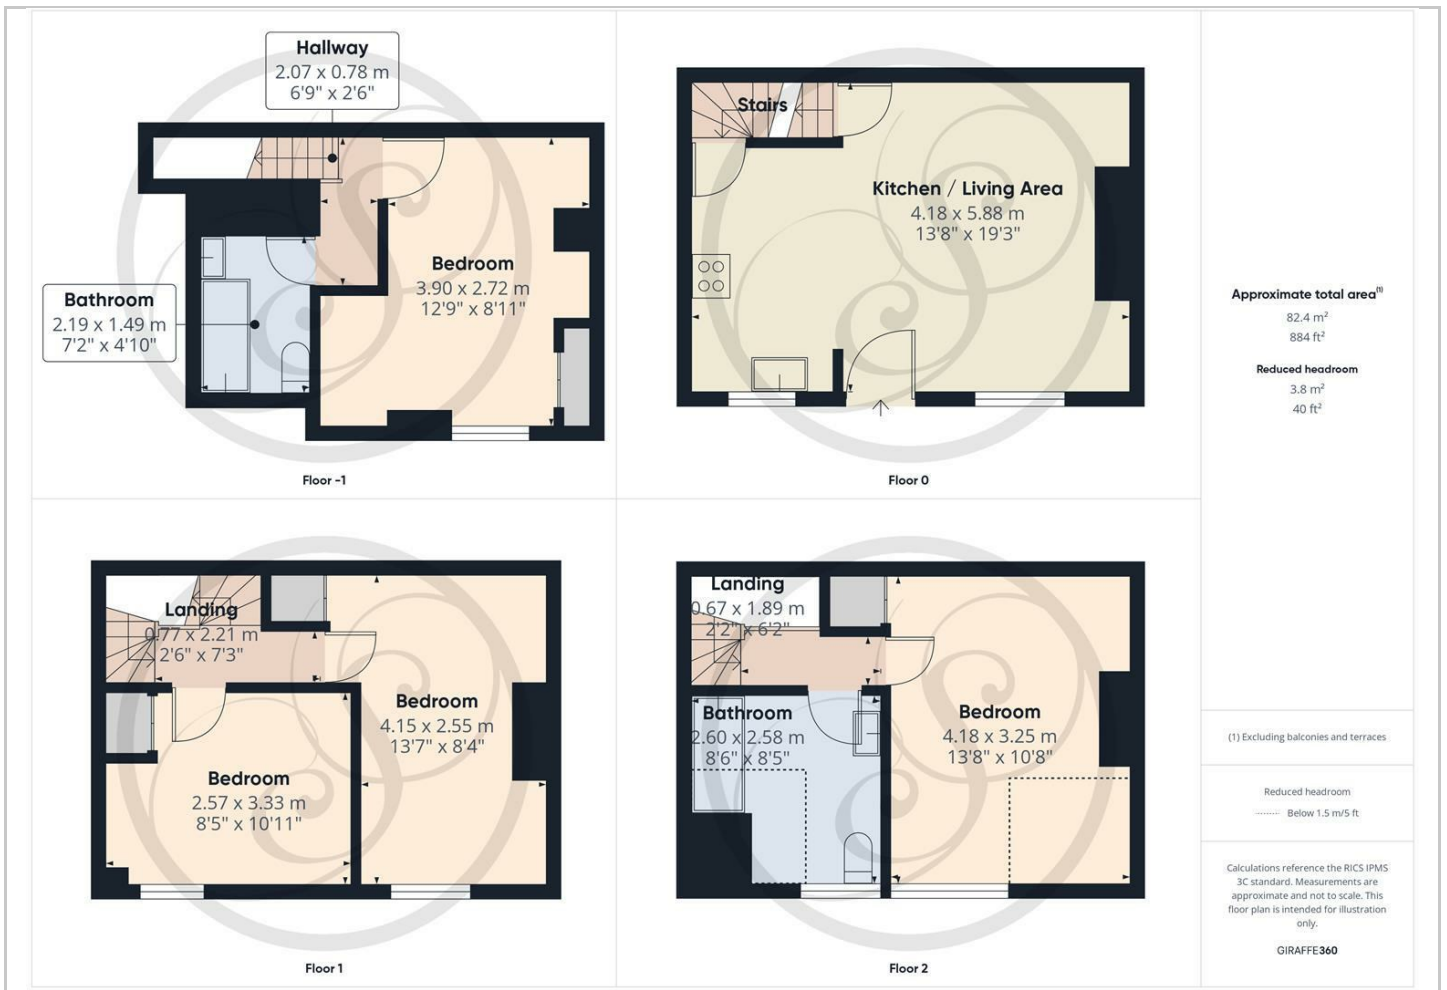 Hallway
2.07 x 0.78 m
6'9" x 2'6"
Bathroom
2.19 x 1.49 m
7'2" x 4'10"
Bedroom
3.90 x 2.72 m
12'9" x 8'11"
Floor -1
Stairs
Kitchen / Living Area
4.18 x 5.88 m
13'8" x 19'3"
Floor 0
Landing
0.77 x 2.21 m
2'6" x 7'3"
Bedroom
4.15 x 2.55 m
13'7" x 8'4"
Bedroom
2.57 x 3.33 m
8'5" x 10'11"
Floor 1
Landing
0.67 x 1.89 m
2'2" x 6'2"
Bathroom
2.60 x 2.58 m
8'6" x 8'5"
Bedroom
4.18 x 3.25 m
13'8" x 10'8"
Floor 2
Approximate total area(1)
82.4 m²
884 ft²
Reduced headroom
3.8 m²
40 ft²
(1) Excluding balconies and terraces
Reduced headroom
Below 1.5 m/5 ft
Calculations reference the RICS IPMS
3C standard. Measurements are
approximate and not to scale. This
floor plan is intended for illustration
only.
GIRAFFE360